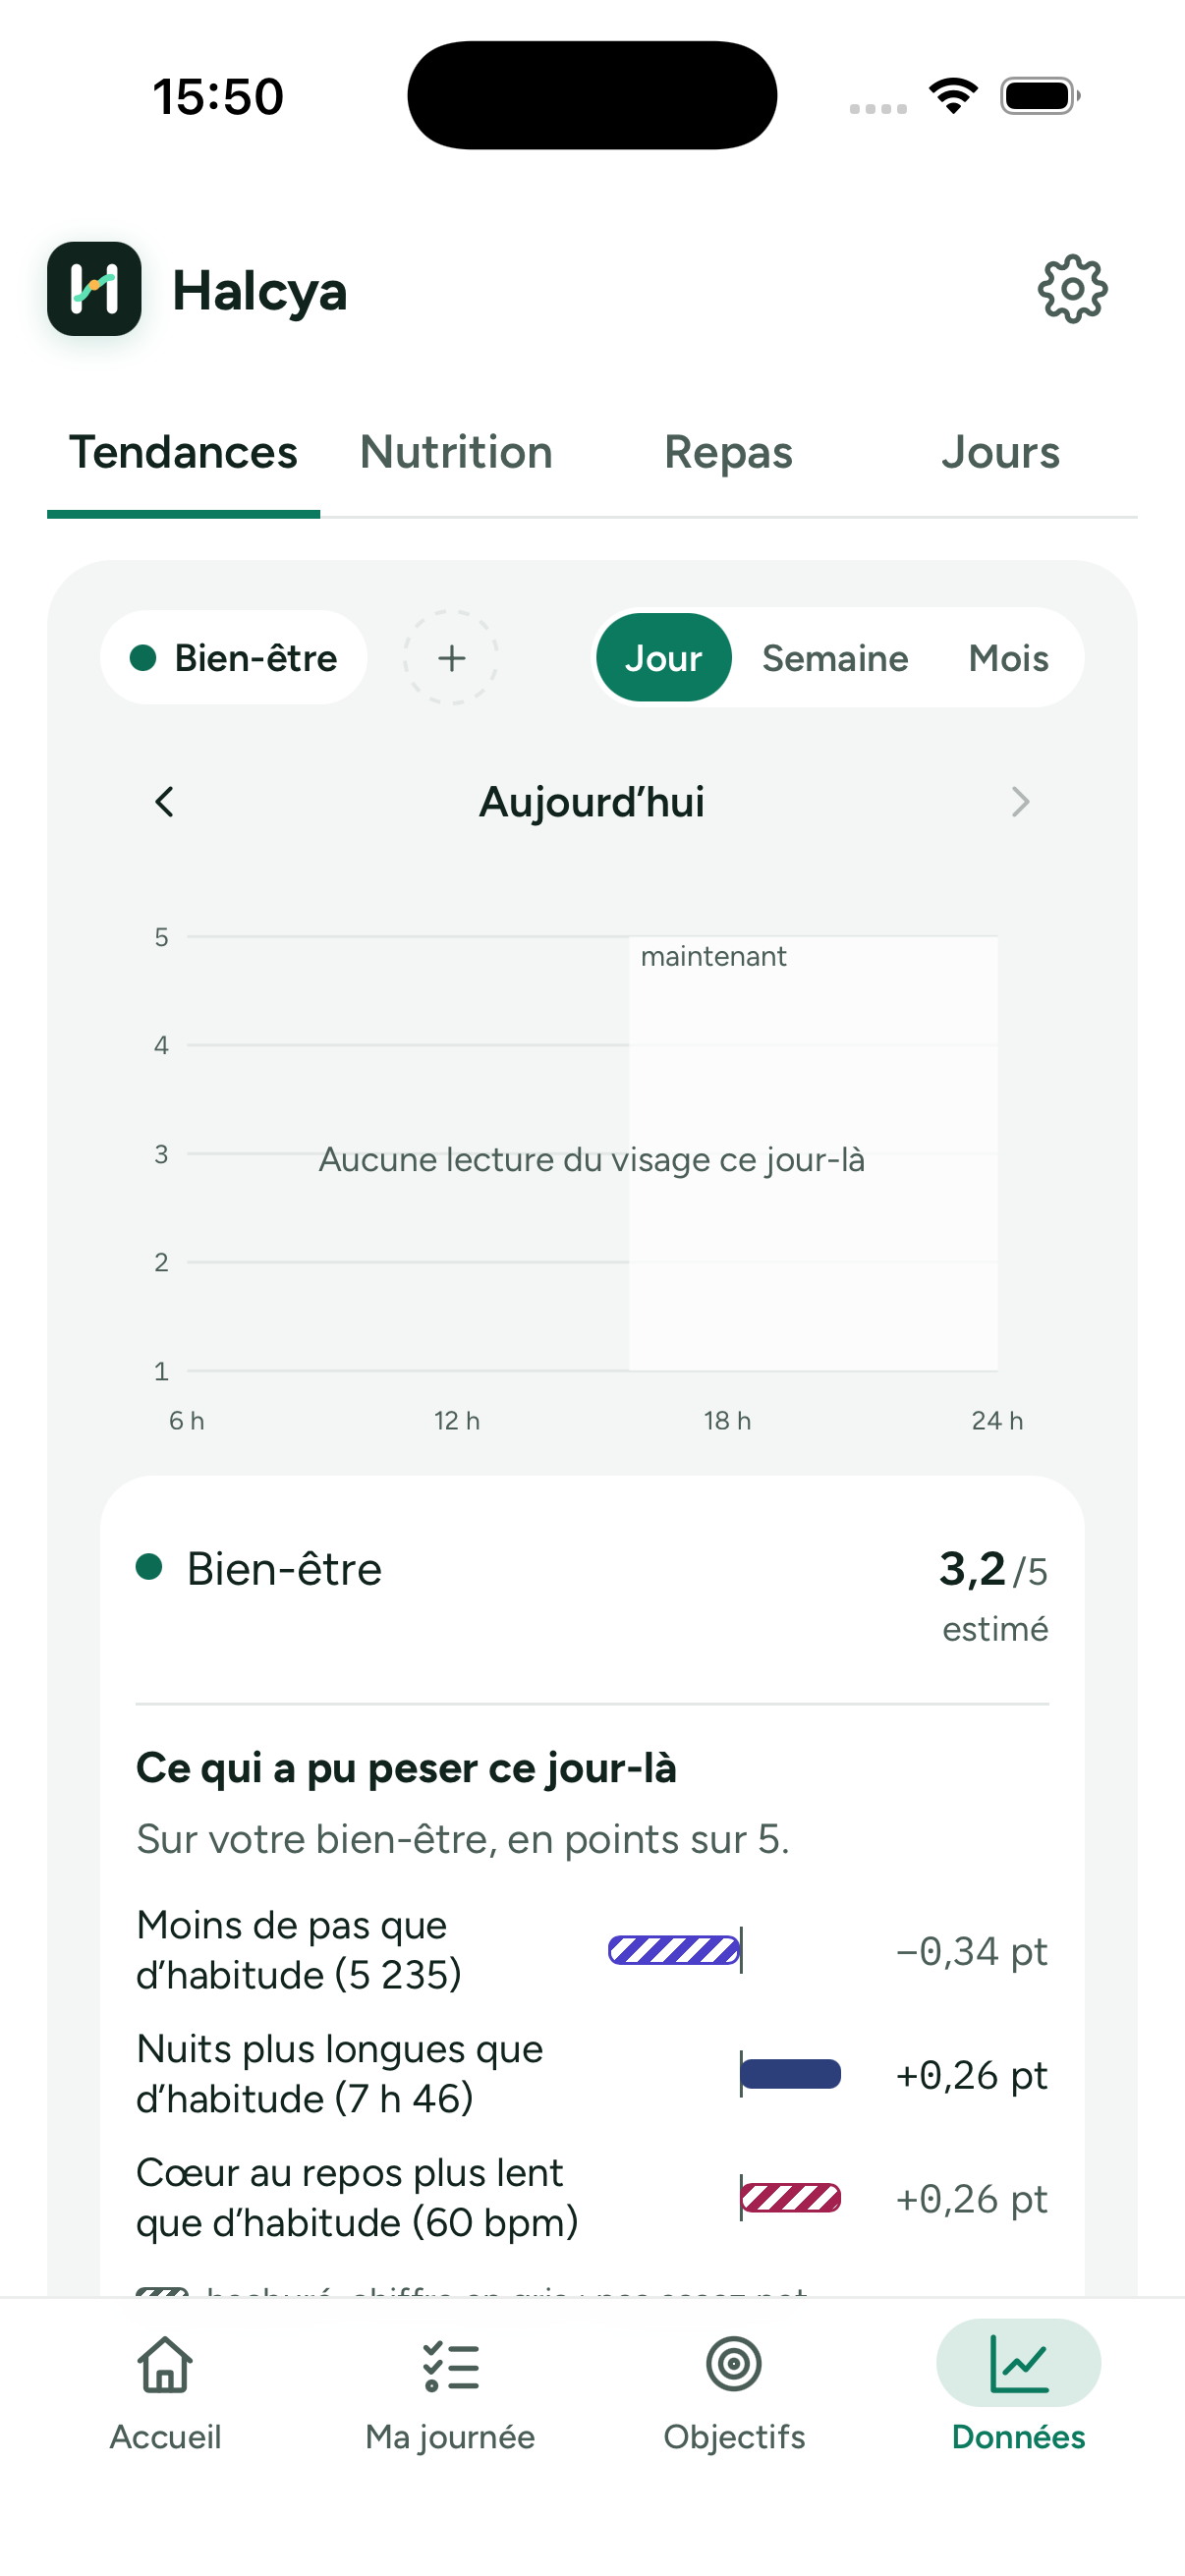 15:50
Halcya
Tendances Nutrition Repas Jours
Bien-être + Jour Semaine Mois
Aujourd’hui
5
maintenant
4
3
Aucune lecture du visage ce jour-là
2
1
6 h 12 h 18 h 24 h
Bien-être 3,2/5
estimé
Ce qui a pu peser ce jour-là
Sur votre bien-être, en points sur 5.
Moins de pas que
d’habitude (5 235) −0,34 pt
Nuits plus longues que
d’habitude (7 h 46) +0,26 pt
Cœur au repos plus lent
que d’habitude (60 bpm) +0,26 pt
Accueil Ma journée Objectifs Données